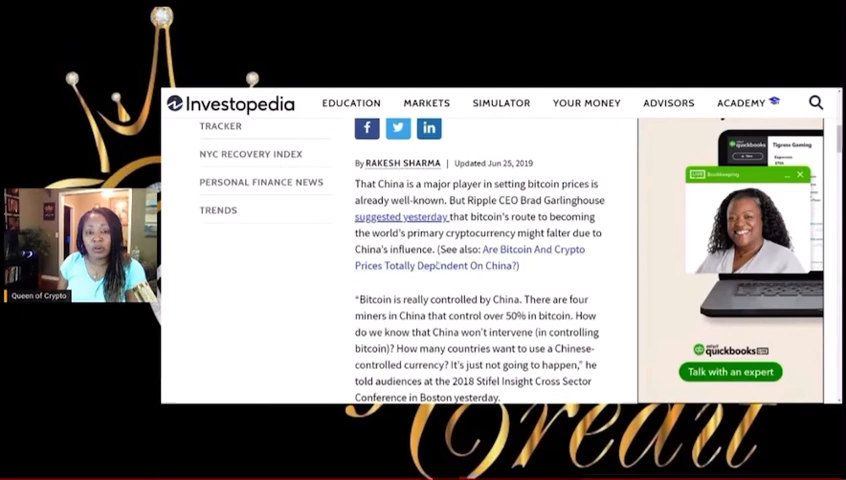 Investopedia
EDUCATION
MARKETS
SIMULATOR
YOUR MONEY
ADVISORS
ACADEMY
TRACKER
NYC RECOVERY INDEX
PERSONAL FINANCE NEWS
TRENDS
By RAKESH SHARMA | Updated Jun 25, 2019
That China is a major player in setting bitcoin prices is
already well-known. But Ripple CEO Brad Garlinghouse
suggested yesterday that bitcoin's route to becoming
the world's primary cryptocurrency might falter due to
China's influence. (See also: Are Bitcoin And Crypto
Prices Totally Dependent On China?)
“Bitcoin is really controlled by China. There are four
miners in China that control over 50% in bitcoin. How
do we know that China won't intervene (in controlling
bitcoin)? How many countries want to use a Chinese-
controlled currency? It's just not going to happen,” he
told audiences at the 2018 Stifel Insight Cross Sector
Conference in Boston yesterday.
quickbooks
Tigress Gaming
Expenses
LIVE Bookkeeping
quickbooks
Talk with an expert
Queen of Crypto
Credit